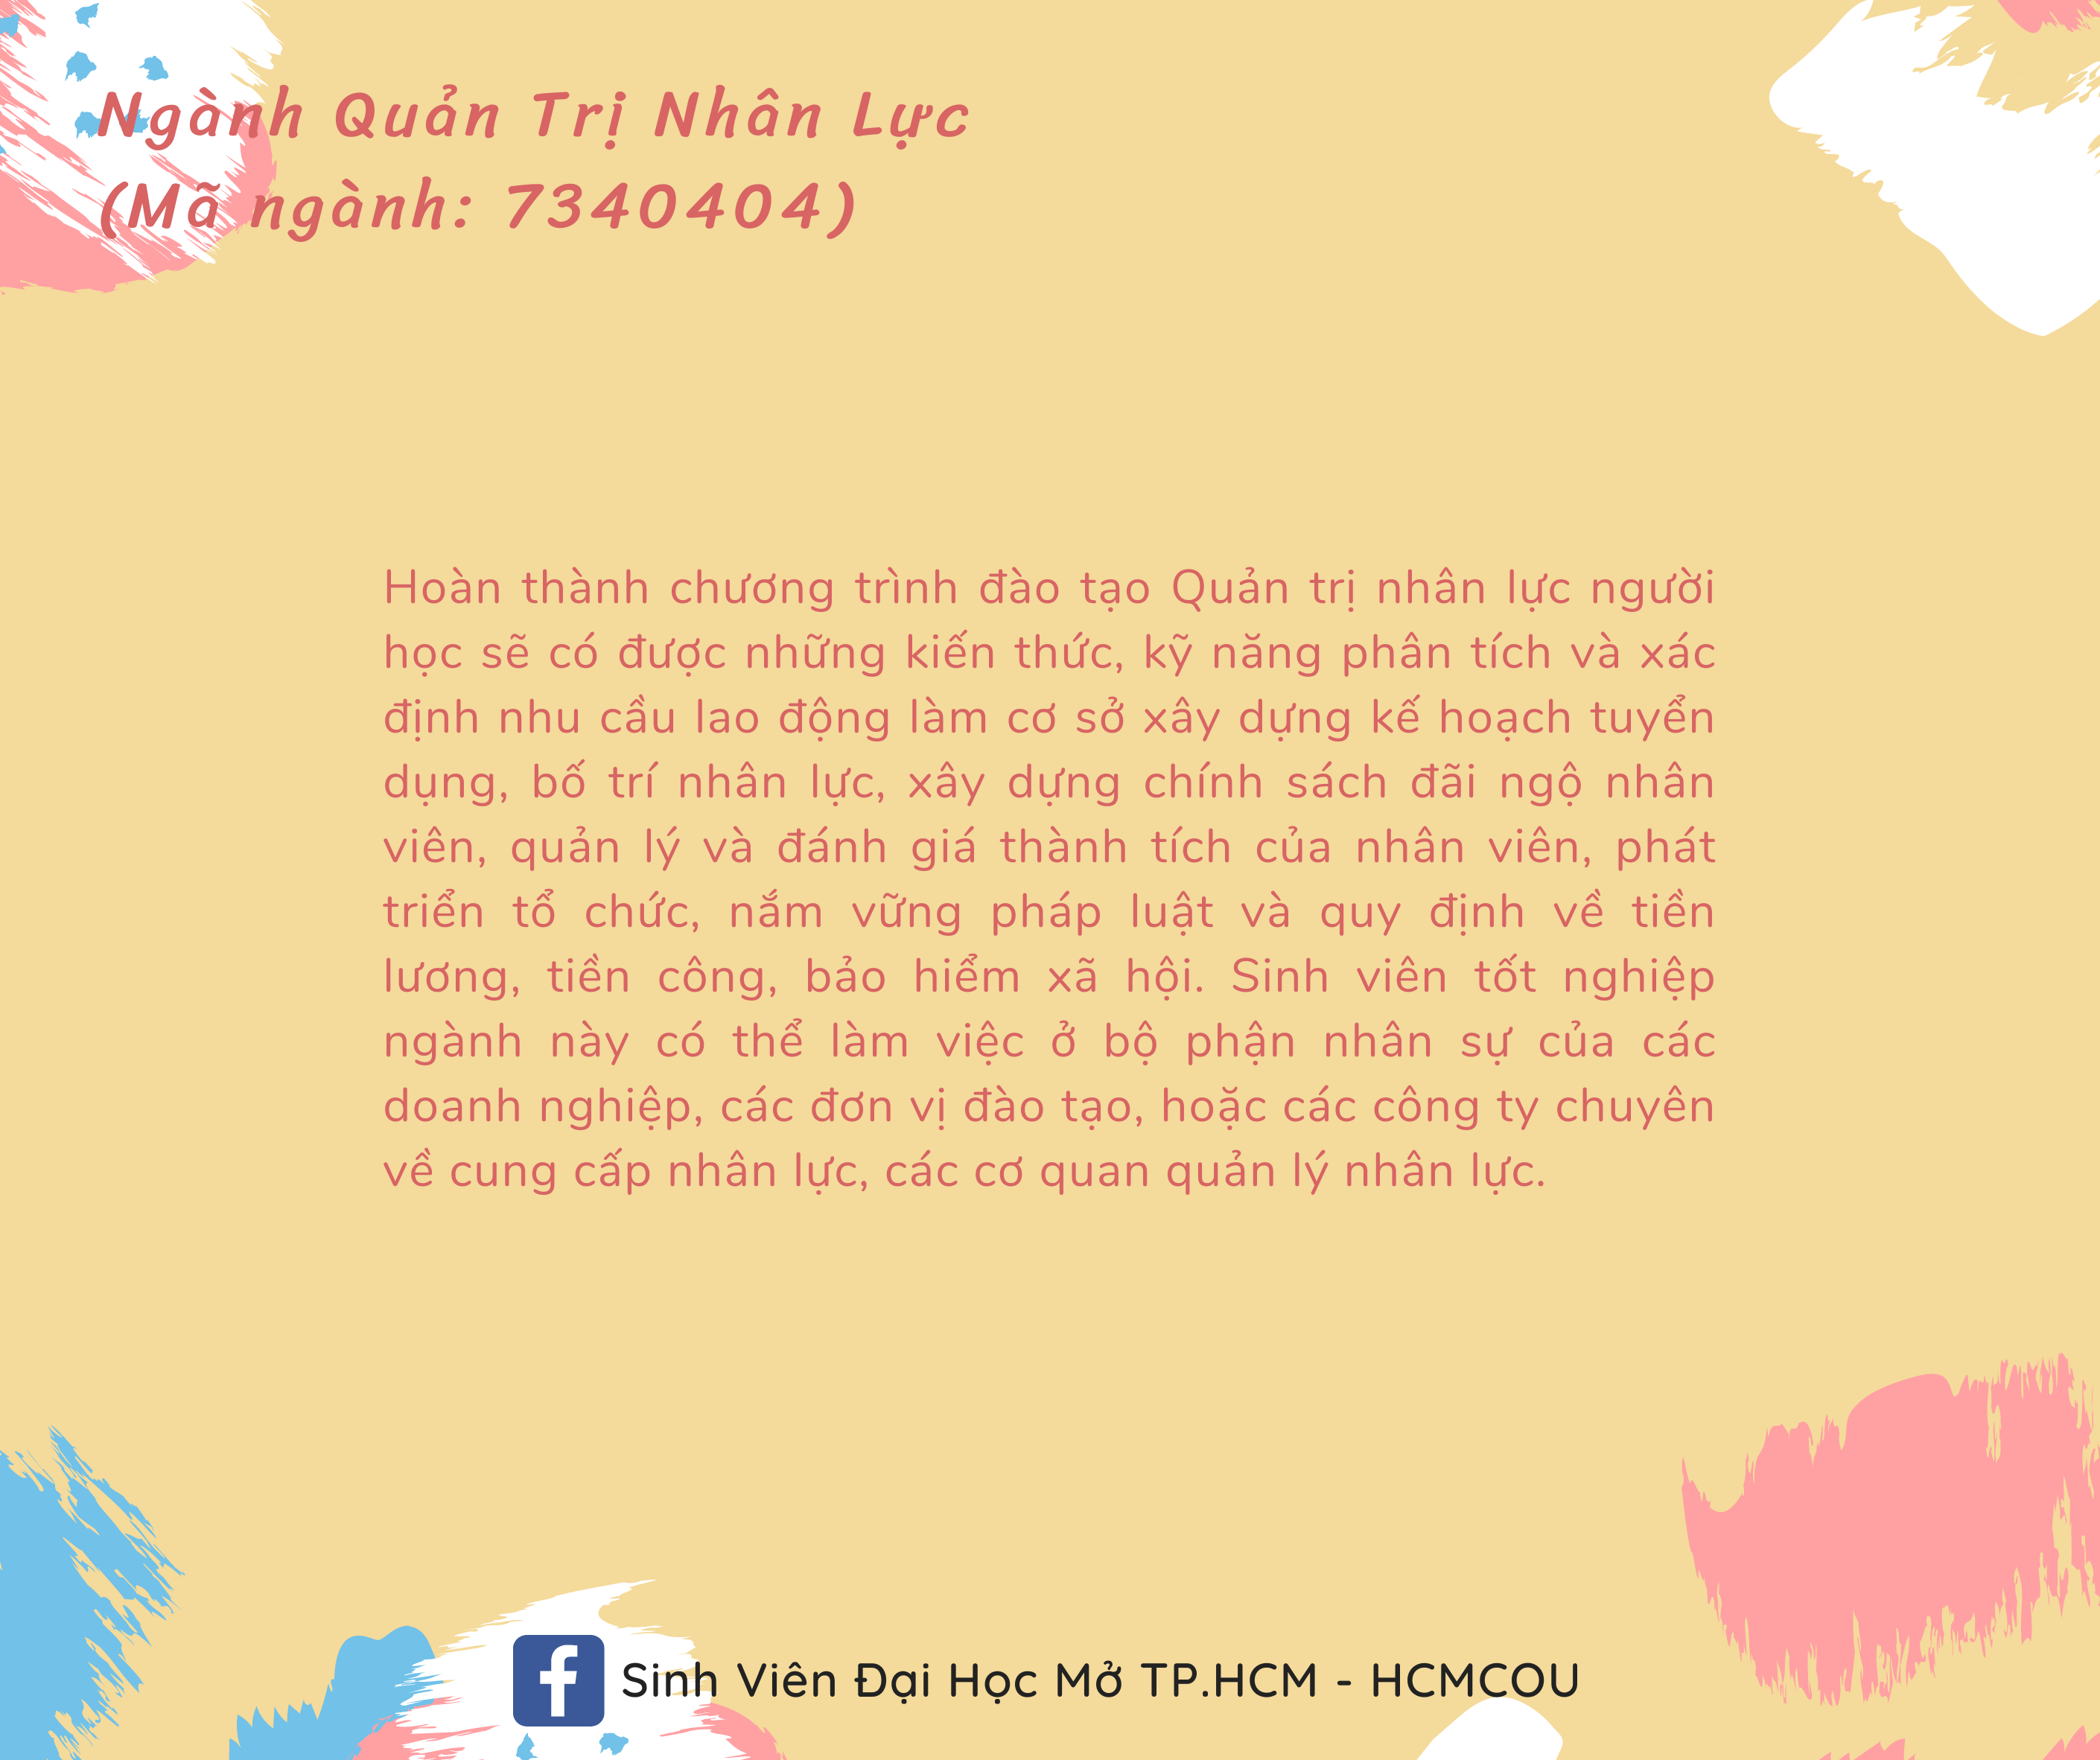 Ngành Quản Trị Nhân Lực
(Mã ngành: 7340404)
Hoàn thành chương trình đào tạo Quản trị nhân lực người
học sẽ có được những kiến thức, kỹ năng phân tích và xác
định nhu cầu lao động làm cơ sở xây dựng kế hoạch tuyển
dụng, bố trí nhân lực, xây dựng chính sách đãi ngộ nhân
viên, quản lý và đánh giá thành tích của nhân viên, phát
triển tổ chức, nắm vững pháp luật và quy định về tiền
lương, tiền công, bảo hiểm xã hội. Sinh viên tốt nghiệp
ngành này có thể làm việc ở bộ phận nhân sự của các
doanh nghiệp, các đơn vị đào tạo, hoặc các công ty chuyên
về cung cấp nhân lực, các cơ quan quản lý nhân lực.
Sinh Viên Đại Học Mở TP.HCM - HCMCOU